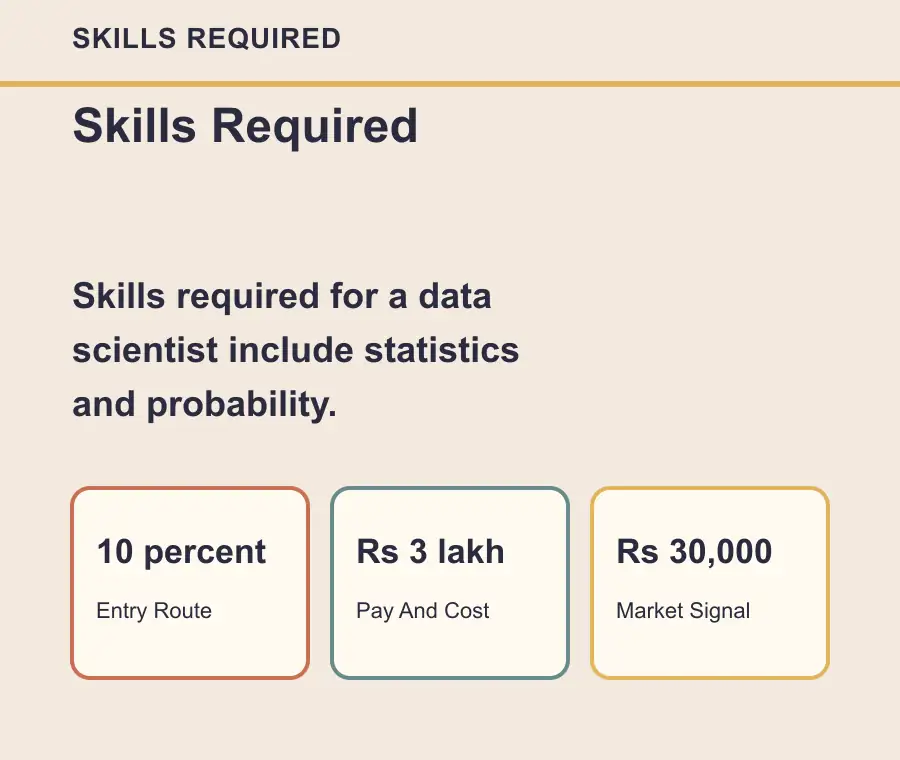 SKILLS REQUIRED
Skills Required
Skills required for a data
scientist include statistics
and probability.
10 percent
Entry Route
Rs 3 lakh
Pay And Cost
Rs 30,000
Market Signal